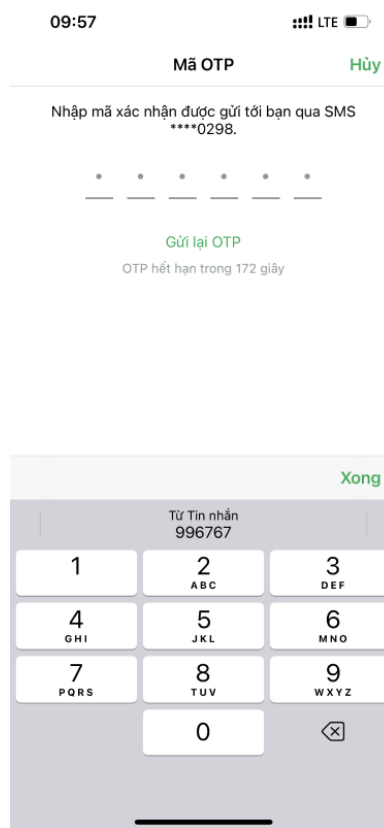 09:57
LTE
Mã OTP
Hủy
Nhập mã xác nhận được gửi tới bạn qua SMS
****0298.
Gửi lại OTP
OTP hết hạn trong 172 giây
Xong
Từ Tin nhắn
996767
1
2
ABC
3
DEF
4
GHI
5
JKL
6
MNO
7
PQRS
8
TUV
9
WXYZ
0